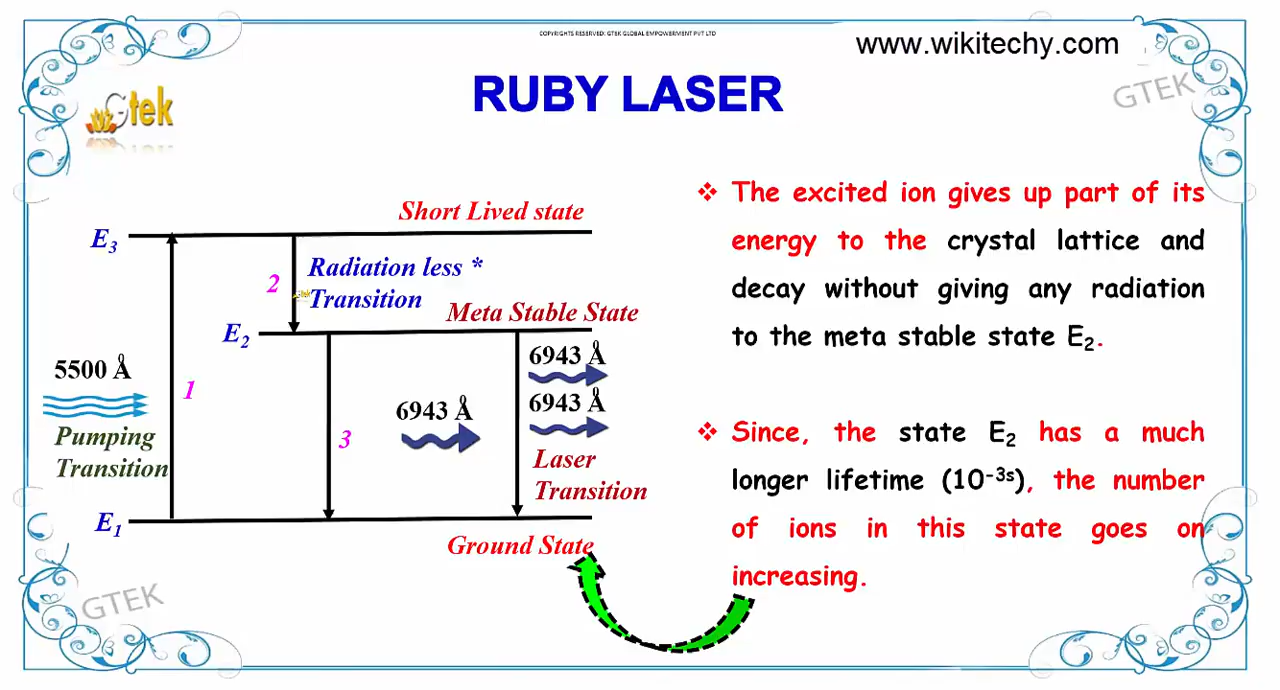 COPYRIGHTS RESERVED: GTEK GLOBAL EMPOWERMENT PVT LTD
www.wikitechy.com
GTEK
Gtek
RUBY LASER
Short Lived state
E₃
2
Radiation less *
Transition
Meta Stable State
E₂
5500 Å
1
Pumping
Transition
6943 Å
3
6943 Å
6943 Å
Laser
Transition
E₁
Ground State
❖ The excited ion gives up part of its
energy to the crystal lattice and
decay without giving any radiation
to the meta stable state E₂.
❖ Since, the state E₂ has a much
longer lifetime (10⁻³s), the number
of ions in this state goes on
increasing.
GTEK
GTEK